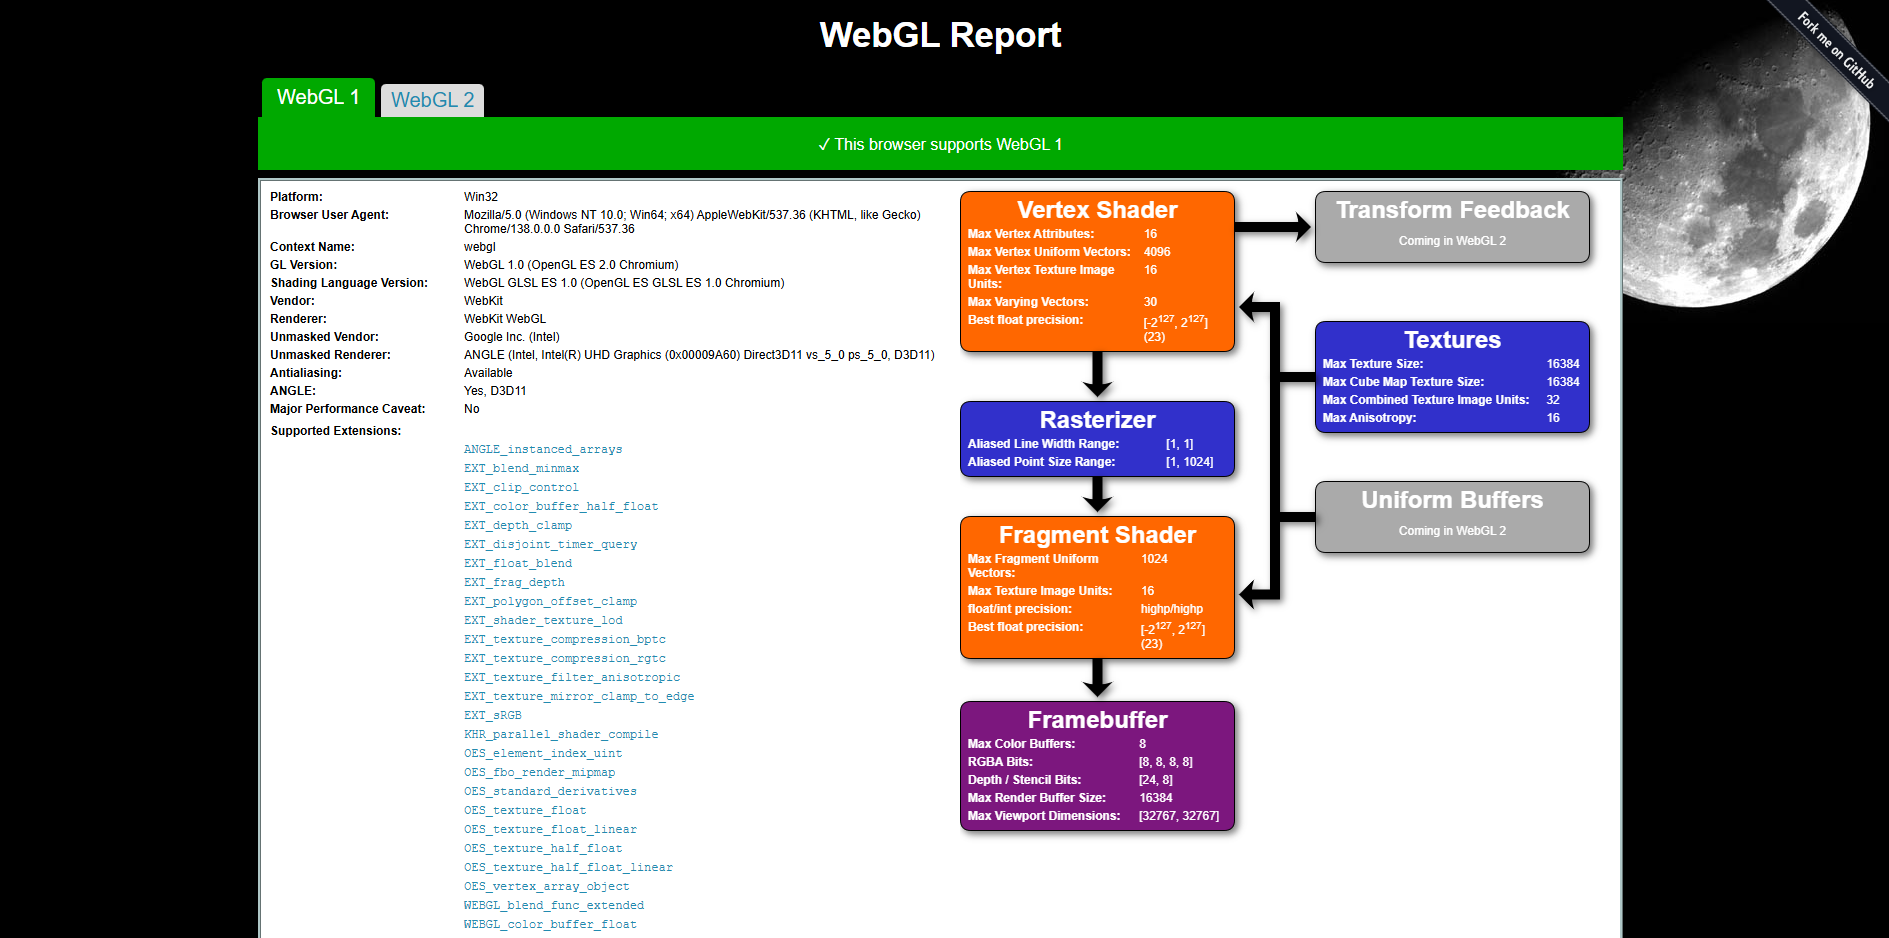 WebGL Report
Fork me on GitHub
WebGL 1
WebGL 2
✓ This browser supports WebGL 1
Platform: Win32
Browser User Agent: Mozilla/5.0 (Windows NT 10.0; Win64; x64) AppleWebKit/537.36 (KHTML, like Gecko)
Chrome/138.0.0.0 Safari/537.36
Context Name: webgl
GL Version: WebGL 1.0 (OpenGL ES 2.0 Chromium)
Shading Language Version: WebGL GLSL ES 1.0 (OpenGL ES GLSL ES 1.0 Chromium)
Vendor: WebKit
Renderer: WebKit WebGL
Unmasked Vendor: Google Inc. (Intel)
Unmasked Renderer: ANGLE (Intel, Intel(R) UHD Graphics (0x00009A60) Direct3D11 vs_5_0 ps_5_0, D3D11)
Antialiasing: Available
ANGLE: Yes, D3D11
Major Performance Caveat: No
Supported Extensions:
ANGLE_instanced_arrays
EXT_blend_minmax
EXT_clip_control
EXT_color_buffer_half_float
EXT_depth_clamp
EXT_disjoint_timer_query
EXT_float_blend
EXT_frag_depth
EXT_polygon_offset_clamp
EXT_shader_texture_lod
EXT_texture_compression_bptc
EXT_texture_compression_rgtc
EXT_texture_filter_anisotropic
EXT_texture_mirror_clamp_to_edge
EXT_sRGB
KHR_parallel_shader_compile
OES_element_index_uint
OES_fbo_render_mipmap
OES_standard_derivatives
OES_texture_float
OES_texture_float_linear
OES_texture_half_float
OES_texture_half_float_linear
OES_vertex_array_object
WEBGL_blend_func_extended
WEBGL_color_buffer_float
Vertex Shader
Max Vertex Attributes: 16
Max Vertex Uniform Vectors: 4096
Max Vertex Texture Image 16
Units:
Max Varying Vectors: 30
Best float precision: [-2^127, 2^127]
(23)
Rasterizer
Aliased Line Width Range: [1, 1]
Aliased Point Size Range: [1, 1024]
Fragment Shader
Max Fragment Uniform 1024
Vectors:
Max Texture Image Units: 16
float/int precision: highp/highp
Best float precision: [-2^127, 2^127]
(23)
Framebuffer
Max Color Buffers: 8
RGBA Bits: [8, 8, 8, 8]
Depth / Stencil Bits: [24, 8]
Max Render Buffer Size: 16384
Max Viewport Dimensions: [32767, 32767]
Transform Feedback
Coming in WebGL 2
Textures
Max Texture Size: 16384
Max Cube Map Texture Size: 16384
Max Combined Texture Image Units: 32
Max Anisotropy: 16
Uniform Buffers
Coming in WebGL 2